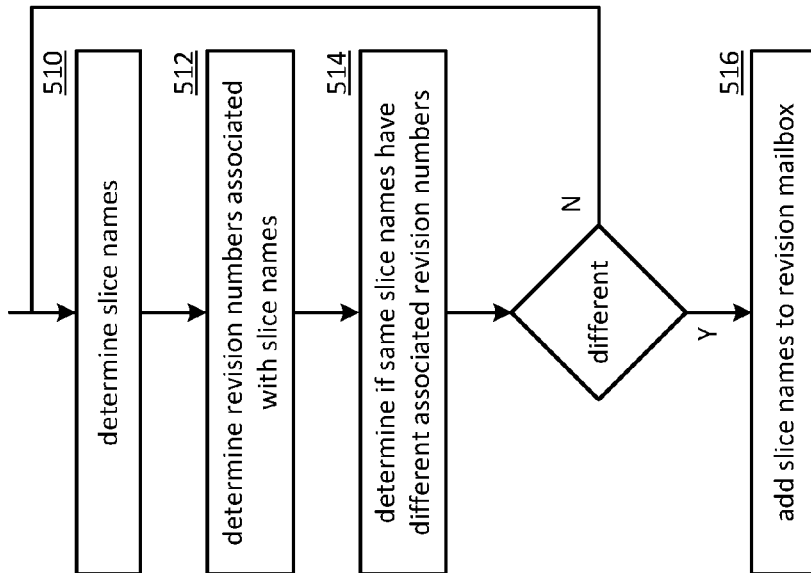 510
determine slice names
512
determine revision numbers associated
with slice names
514
determine if same slice names have
different associated revision numbers
different
N
Y
516
add slice names to revision mailbox